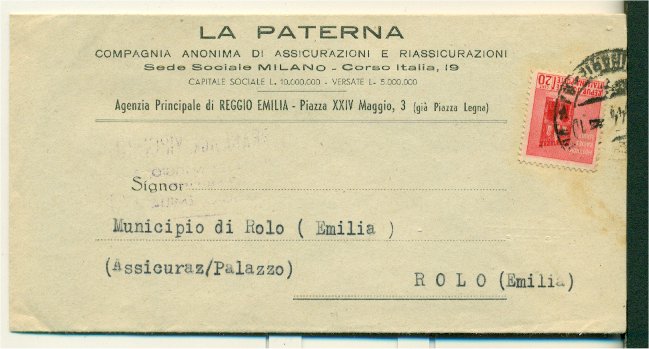 LA PATERNA
COMPAGNIA ANONIMA DI ASSICURAZIONI E RIASSICURAZIONI
Sede Sociale MILANO - Corso Italia, 19
CAPITALE SOCIALE L. 10.000.000 - VERSATE L. 5.000.000
Agenzia Principale di REGGIO EMILIA - Piazza XXIV Maggio, 3 (già Piazza Legna)
Signor
Municipio di Rolo ( Emilia )
(Assicuraz/Palazzo)
ROLO (Emilia)